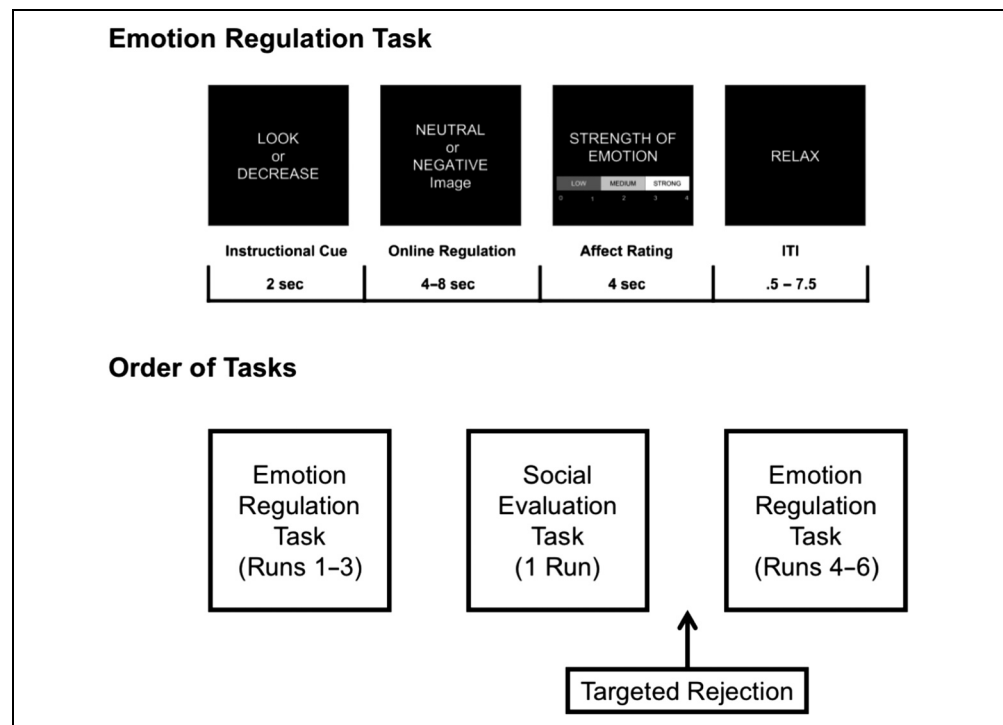 Emotion Regulation Task
LOOK
or
DECREASE
NEUTRAL
or
NEGATIVE
Image
STRENGTH OF
EMOTION
LOW MEDIUM STRONG
0 1 2 3 4
RELAX
Instructional Cue Online Regulation Affect Rating ITI
2 sec 4–8 sec 4 sec .5 – 7.5
Order of Tasks
Emotion
Regulation
Task
(Runs 1–3)
Social
Evaluation
Task
(1 Run)
Emotion
Regulation
Task
(Runs 4–6)
Targeted Rejection